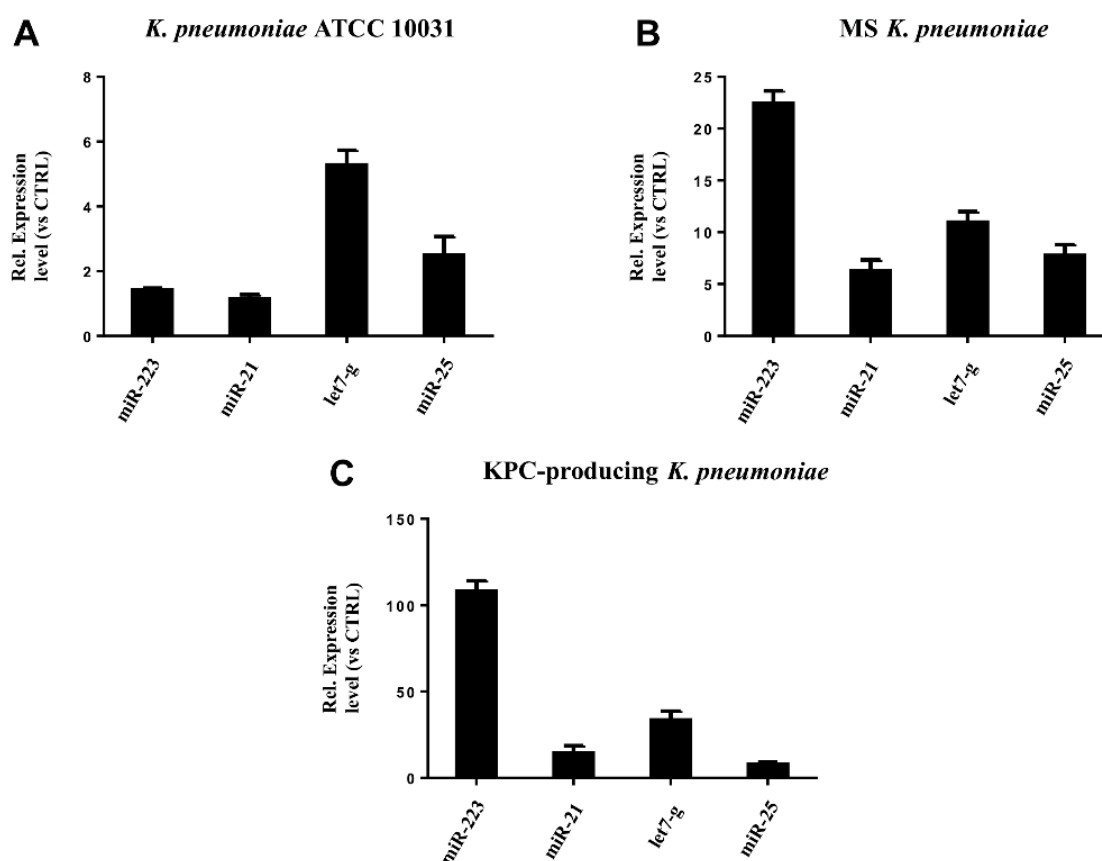 A
K. pneumoniae ATCC 10031
Rel. Expression
level (vs CTRL)
8
6
4
2
0
miR-223
miR-21
let7-g
miR-25
B
MS K. pneumoniae
Rel. Expression
level (vs CTRL)
25
20
15
10
5
0
miR-223
miR-21
let7-g
miR-25
C
KPC-producing K. pneumoniae
Rel. Expression
level (vs CTRL)
150
100
50
0
miR-223
miR-21
let7-g
miR-25